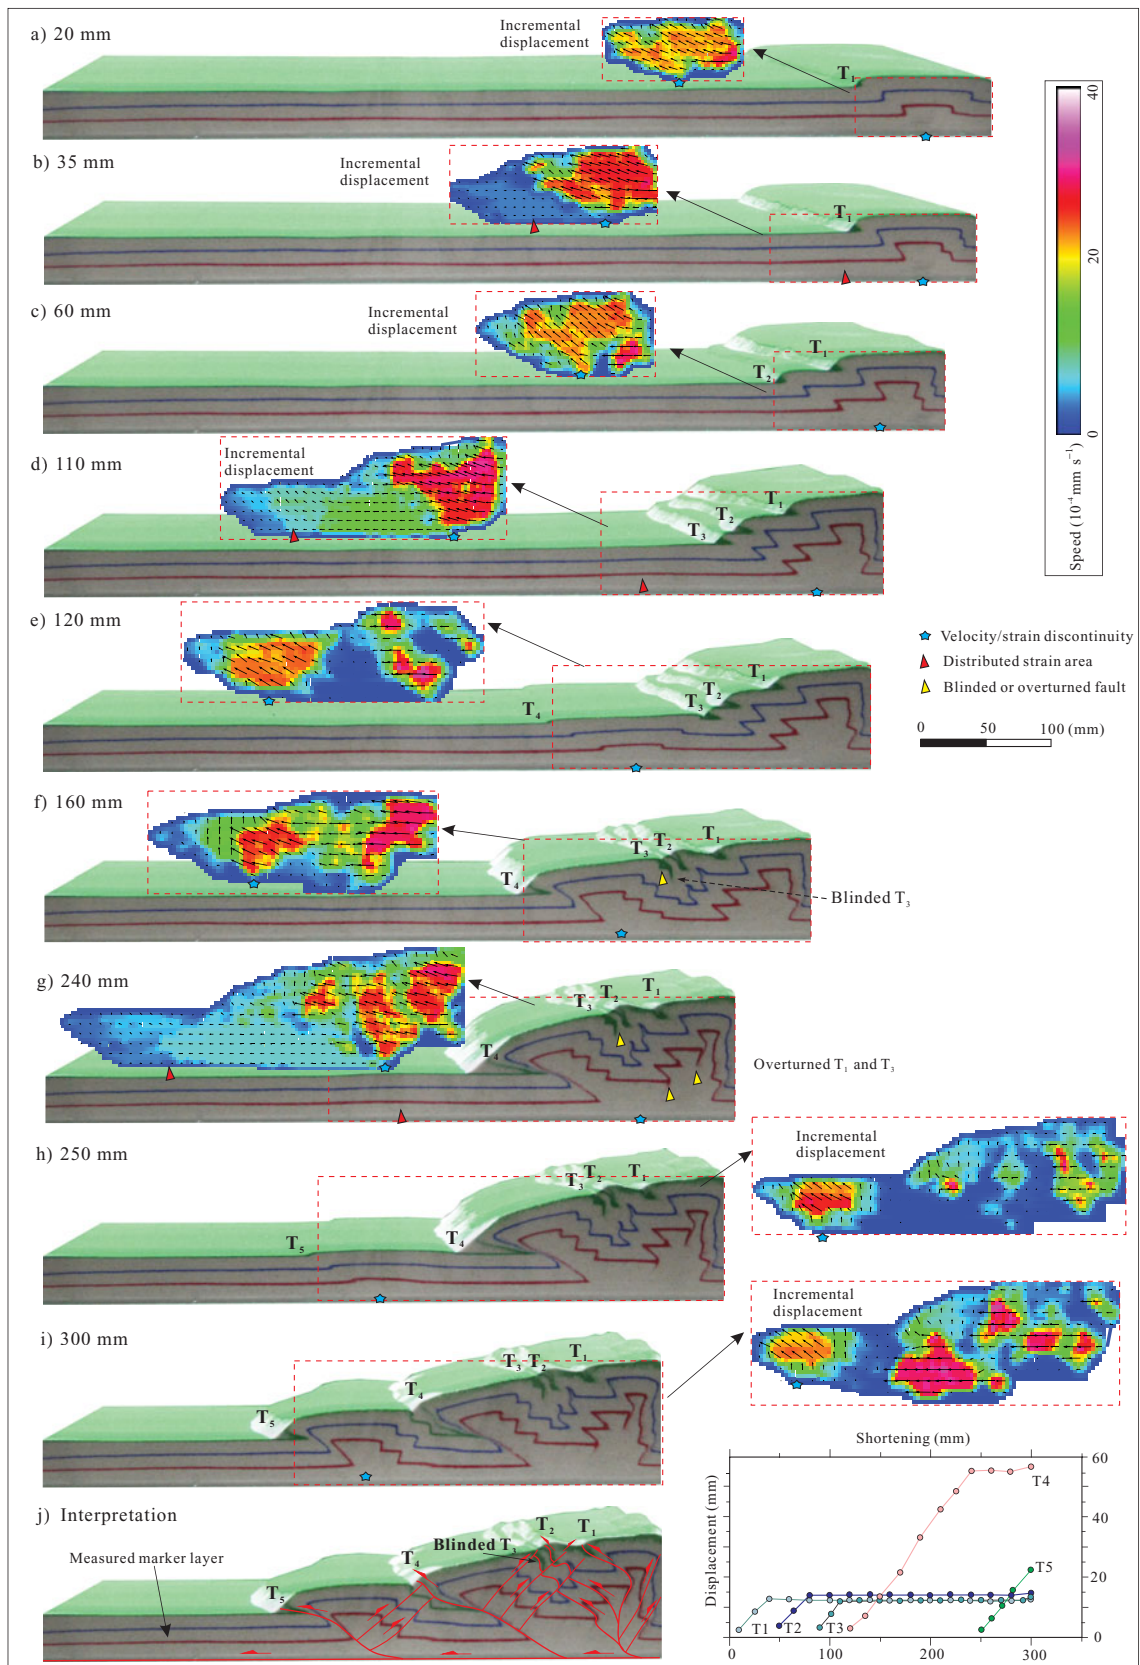 a) 20 mm
Incremental
displacement
T1
40
20
0
Speed (10⁻⁴ mm s⁻¹)
b) 35 mm
Incremental
displacement
T1
c) 60 mm
Incremental
displacement
T1
T2
d) 110 mm
Incremental
displacement
T1
T2
T3
e) 120 mm
T1
T2
T3
T4
Velocity/strain discontinuity
Distributed strain area
Blinded or overturned fault
0 50 100 (mm)
f) 160 mm
T1
T2
T3
T4
Blinded T3
g) 240 mm
T1
T2
T3
T4
Overturned T1 and T3
h) 250 mm
Incremental
displacement
T1
T2
T3
T4
T5
i) 300 mm
Incremental
displacement
T1
T3 T2
T4
T5
j) Interpretation
T2 T1
Blinded T3
T4
Measured marker layer
T5
Shortening (mm)
60
T4
40
Displacement (mm)
T5
20
T1 T2 T3
0
0 100 200 300